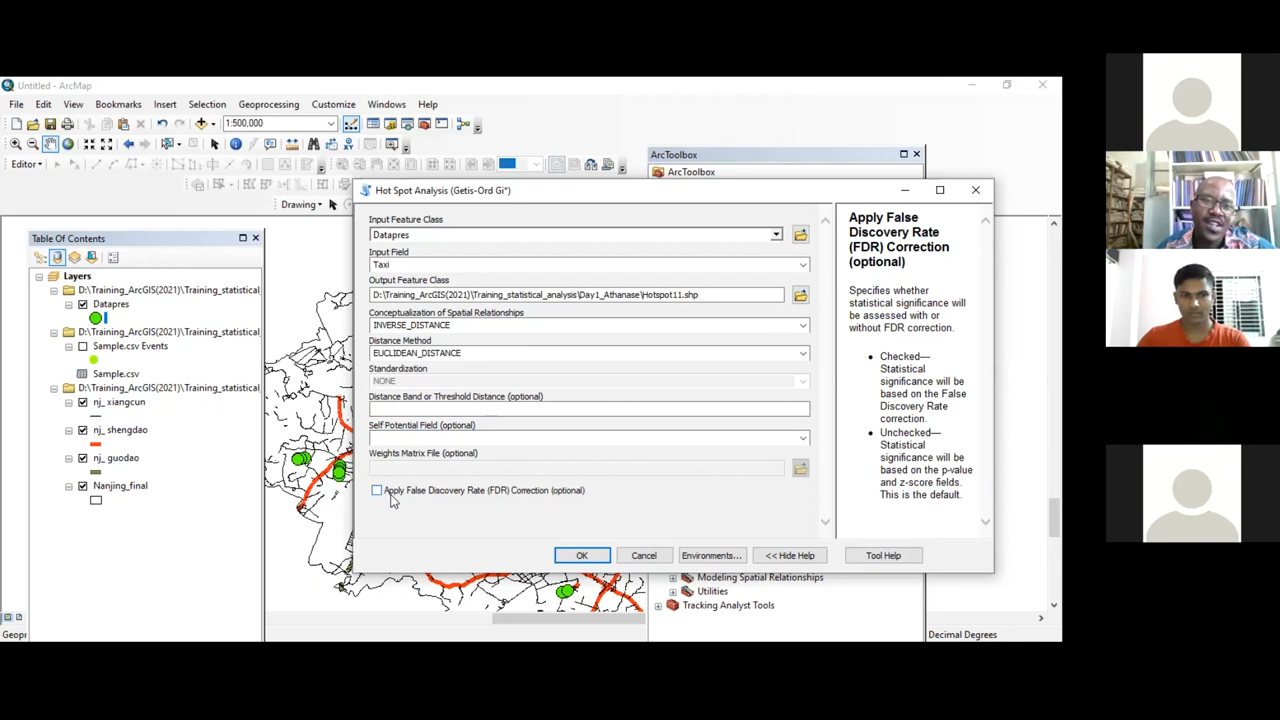 Untitled - ArcMap
File Edit View Bookmarks Insert Selection Geoprocessing Customize Windows Help
1:500,000
Editor
Drawing
ArcToolbox
ArcToolbox
Table Of Contents
Layers
D:\Training_ArcGIS(2021)\Training_statistical_
Datapres
D:\Training_ArcGIS(2021)\Training_statistical_
Sample.csv Events
Sample.csv
D:\Training_ArcGIS(2021)\Training_statistical_
nj_xiangcun
nj_shengdao
nj_guodao
Nanjing_final
Hot Spot Analysis (Getis-Ord Gi*)
Input Feature Class
Datapres
Input Field
Taxi
Output Feature Class
D:\Training_ArcGIS(2021)\Training_statistical_analysis\Day1_Athanase\Hotspot11.shp
Conceptualization of Spatial Relationships
INVERSE_DISTANCE
Distance Method
EUCLIDEAN_DISTANCE
Standardization
NONE
Distance Band or Threshold Distance (optional)
Self Potential Field (optional)
Weights Matrix File (optional)
Apply False Discovery Rate (FDR) Correction (optional)
OK Cancel Environments... << Hide Help Tool Help
Apply False
Discovery Rate
(FDR) Correction
(optional)
Specifies whether
statistical significance will
be assessed with or
without FDR correction.
• Checked—
Statistical
significance will be
based on the False
Discovery Rate
correction.
• Unchecked—
Statistical
significance will be
based on the p-value
and z-score fields.
This is the default.
Modeling Spatial Relationships
Utilities
Tracking Analyst Tools
Geopr
Decimal Degrees